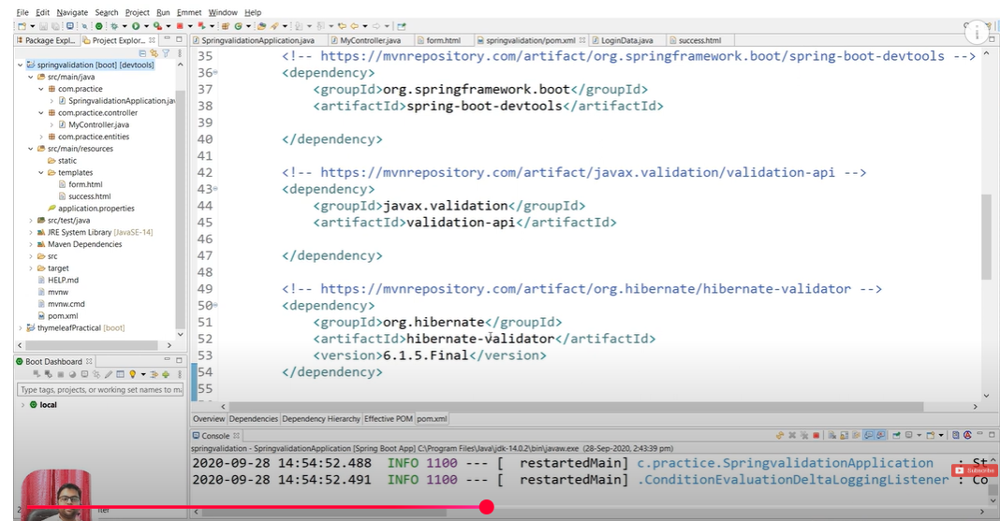 File Edit Navigate Search Project Run Emmet Window Help
Package Expl... Project Explor...
SpringvalidationApplication.java MyController.java form.html springvalidation/pom.xml LoginData.java success.html
springvalidation [boot] [devtools]
src/main/java
com.practice
SpringvalidationApplication.jav
com.practice.controller
MyController.java
com.practice.entities
src/main/resources
static
templates
form.html
success.html
application.properties
src/test/java
JRE System Library [JavaSE-14]
Maven Dependencies
src
target
HELP.md
mvnw
mvnw.cmd
pom.xml
thymeleafPractical [boot]
Boot Dashboard
Type tags, projects, or working set names to ma
local
35 <!-- https://mvnrepository.com/artifact/org.springframework.boot/spring-boot-devtools -->
36 <dependency>
37 <groupId>org.springframework.boot</groupId>
38 <artifactId>spring-boot-devtools</artifactId>
39
40 </dependency>
41
42 <!-- https://mvnrepository.com/artifact/javax.validation/validation-api -->
43 <dependency>
44 <groupId>javax.validation</groupId>
45 <artifactId>validation-api</artifactId>
46
47 </dependency>
48
49 <!-- https://mvnrepository.com/artifact/org.hibernate/hibernate-validator -->
50 <dependency>
51 <groupId>org.hibernate</groupId>
52 <artifactId>hibernate-validator</artifactId>
53 <version>6.1.5.Final</version>
54 </dependency>
55
Overview Dependencies Dependency Hierarchy Effective POM pom.xml
Console
springvalidation - SpringvalidationApplication [Spring Boot App] C:\Program Files\Java\jdk-14.0.2\bin\javaw.exe (28-Sep-2020, 2:43:39 pm)
2020-09-28 14:54:52.488 INFO 1100 --- [ restartedMain] c.practice.SpringvalidationApplication : St
2020-09-28 14:54:52.491 INFO 1100 --- [ restartedMain] .ConditionEvaluationDeltaLoggingListener : Co
Subscribe